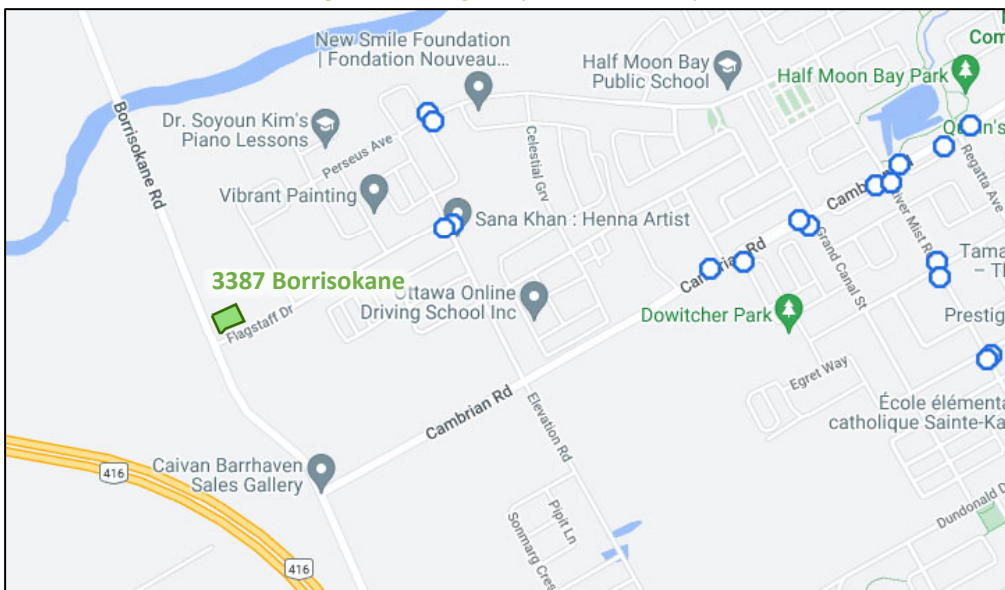 New Smile Foundation
| Fondation Nouveau...
Half Moon Bay
Public School
Com
Half Moon Bay Park
Borrisokane Rd
Dr. Soyoun Kim's
Piano Lessons
Perseus Ave
Celestial Grv
Regatta Ave
Vibrant Painting
Sana Khan : Henna Artist
Grand Canal St
Tama
– Th
3387 Borrisokane
Cambrian Rd
Flagstaff Dr
Ottawa Online
Driving School Inc
Dowitcher Park
Prestig
Egret Way
Cambrian Rd
Elevation Rd
École élémenta
catholique Sainte-Ka
Caivan Barrhaven
Sales Gallery
416
Pipit Ln
Sonmarg Cres
Dundonald D
416